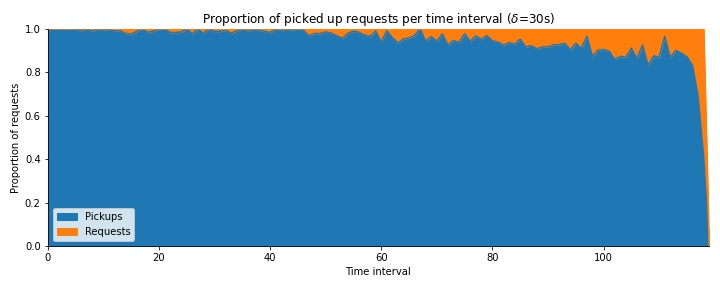 Proportion of picked up requests per time interval (δ=30s)
Proportion of requests
1.0
0.8
0.6
0.4
0.2
0.0
Pickups
Requests
0 20 40 60 80 100
Time interval